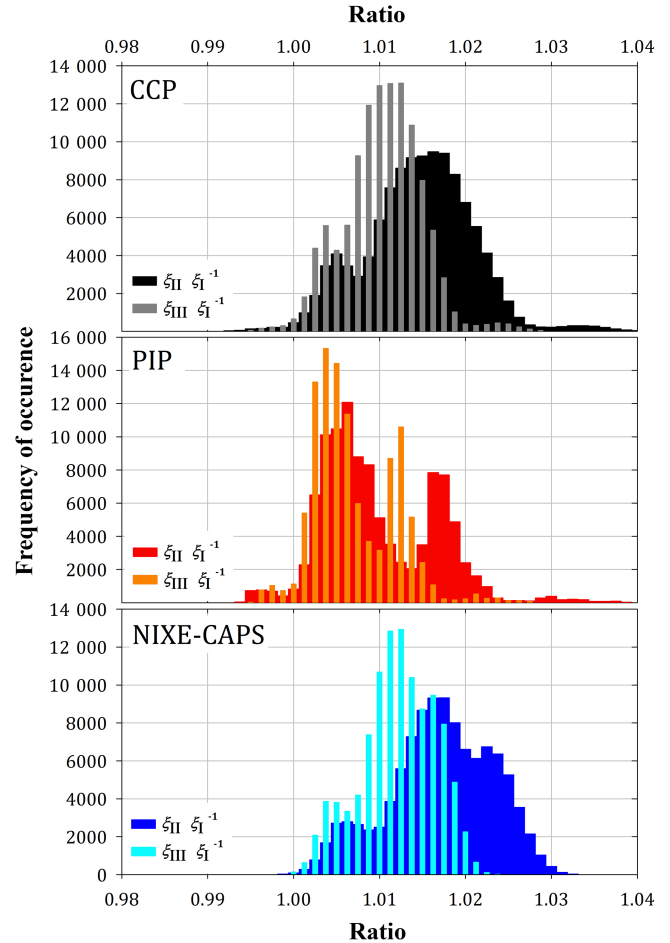 Ratio
0.98 0.99 1.00 1.01 1.02 1.03 1.04
Frequency of occurence
14 000
CCP
12 000
10 000
8000
6000
4000
ξII ξI-1
2000
ξIII ξI-1
16 000
PIP
14 000
12 000
10 000
8000
6000
4000
ξII ξI-1
2000
ξIII ξI-1
14 000
NIXE-CAPS
12 000
10 000
8000
6000
4000
ξII ξI-1
2000
ξIII ξI-1
0
0.98 0.99 1.00 1.01 1.02 1.03 1.04
Ratio